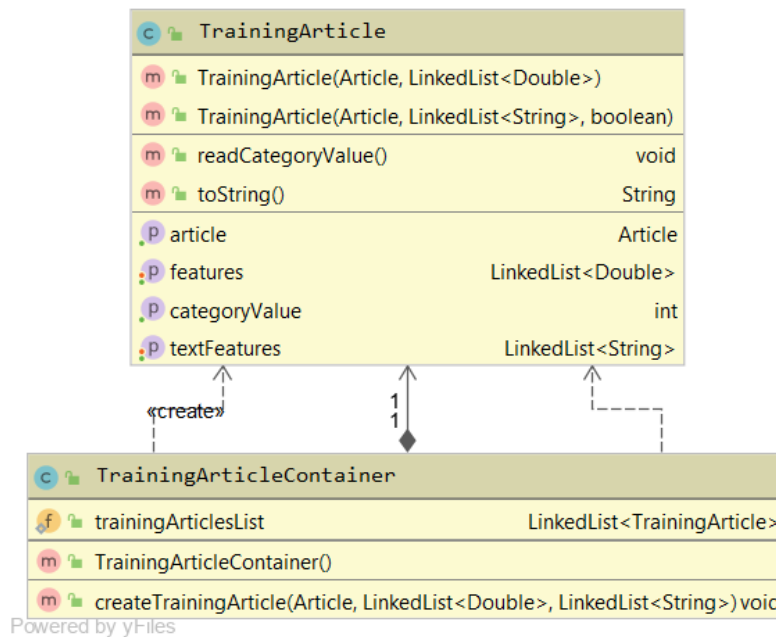 C TrainingArticle
m TrainingArticle(Article, LinkedList<Double>)
m TrainingArticle(Article, LinkedList<String>, boolean)
m readCategoryValue() void
m toString() String
p article Article
p features LinkedList<Double>
p categoryValue int
p textFeatures LinkedList<String>
«create»
1
1
C TrainingArticleContainer
f trainingArticlesList LinkedList<TrainingArticle>
m TrainingArticleContainer()
m createTrainingArticle(Article, LinkedList<Double>, LinkedList<String>) void
Powered by yFiles